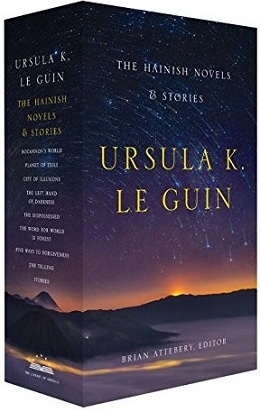 URSULA K.
LE GUIN
THE HAINISH
NOVELS
& STORIES
ROCANNON'S WORLD
PLANET OF EXILE
CITY OF ILLUSIONS
THE LEFT HAND
OF DARKNESS
THE DISPOSSESSED
THE WORD FOR WORLD
IS FOREST
FIVE WAYS TO FORGIVENESS
THE TELLING
STORIES
THE LIBRARY OF AMERICA
THE HAINISH NOVELS
& STORIES
URSULA K.
LE GUIN
BRIAN ATTEBERY, EDITOR